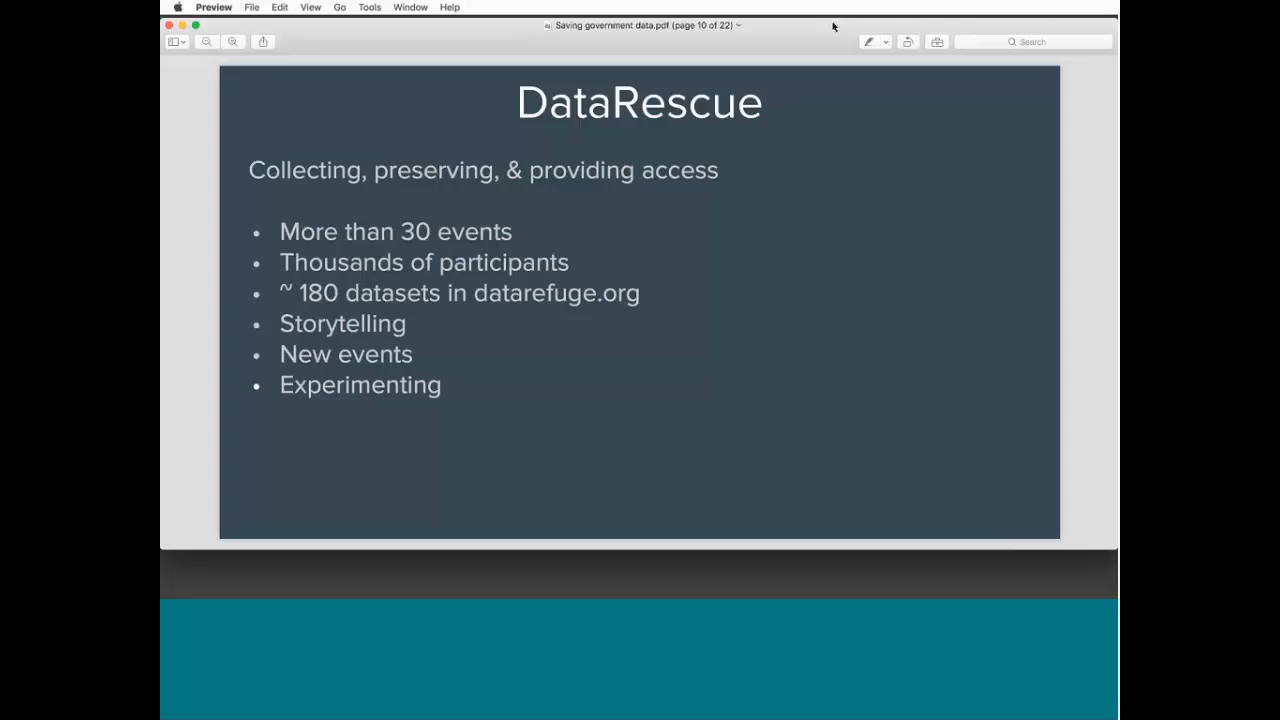 Preview File Edit View Go Tools Window Help
Saving government data.pdf (page 10 of 22)
Search
DataRescue
Collecting, preserving, & providing access
• More than 30 events
• Thousands of participants
• ~ 180 datasets in datarefuge.org
• Storytelling
• New events
• Experimenting